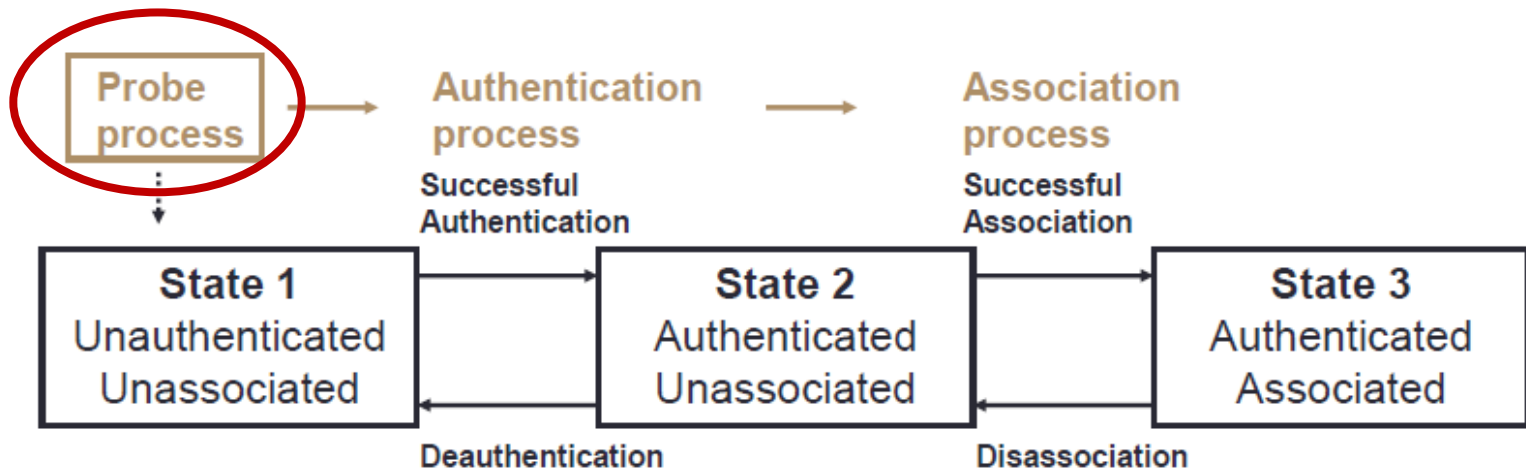 Probe
process
Authentication
process
Association
process
Successful
Authentication
Successful
Association
State 1
Unauthenticated
Unassociated
State 2
Authenticated
Unassociated
State 3
Authenticated
Associated
Deauthentication
Disassociation